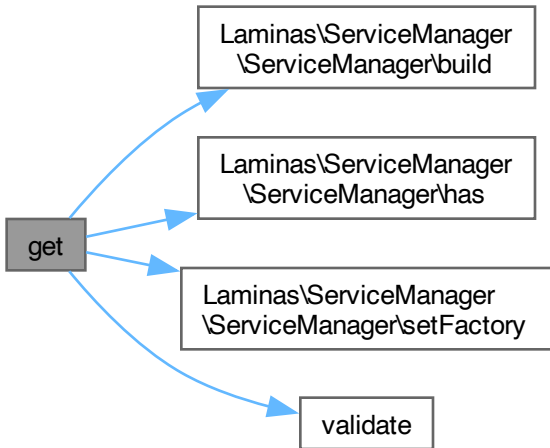 Laminas\ServiceManager
\ServiceManager\build
Laminas\ServiceManager
\ServiceManager\has
get
Laminas\ServiceManager
\ServiceManager\setFactory
validate